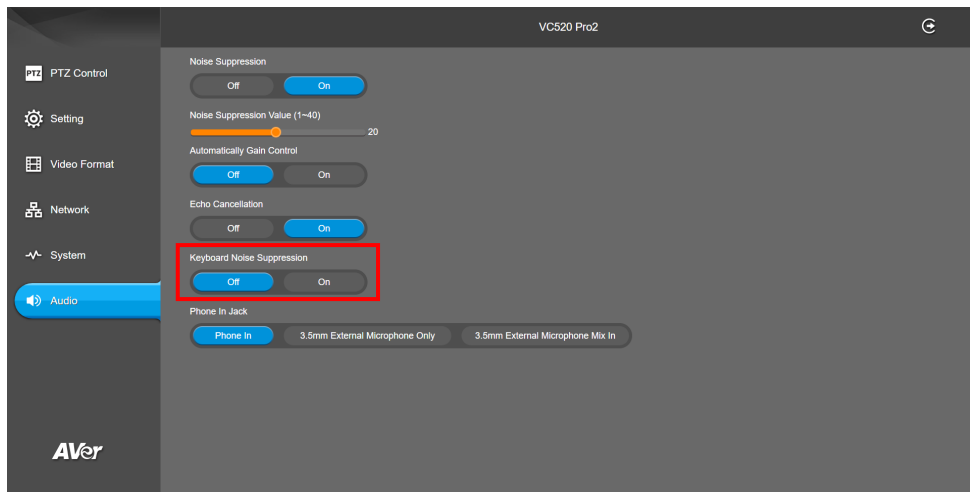 VC520 Pro2
PTZ PTZ Control
Setting
Video Format
Network
System
Audio
AVer
Noise Suppression
Off On
Noise Suppression Value (1~40)
20
Automatically Gain Control
Off On
Echo Cancellation
Off On
Keyboard Noise Suppression
Off On
Phone In Jack
Phone In 3.5mm External Microphone Only 3.5mm External Microphone Mix In